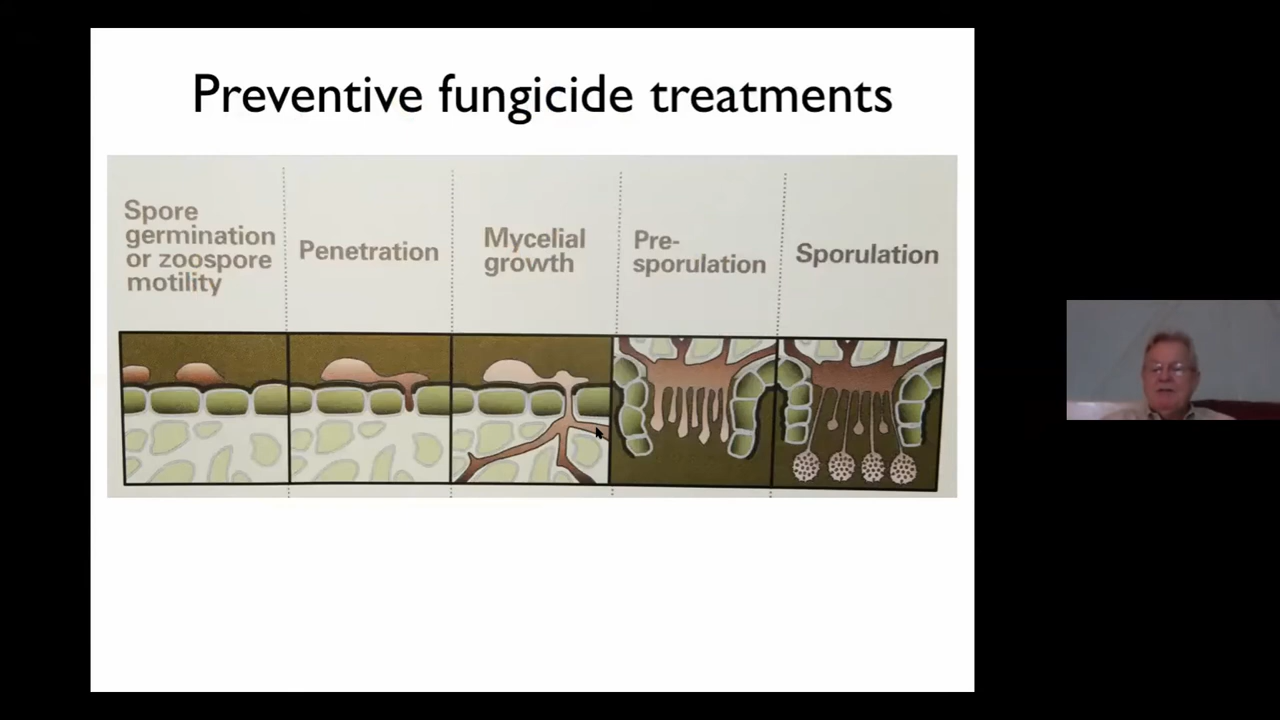 Preventive fungicide treatments
Spore
germination
or zoospore
motility
Penetration
Mycelial
growth
Pre-
sporulation
Sporulation